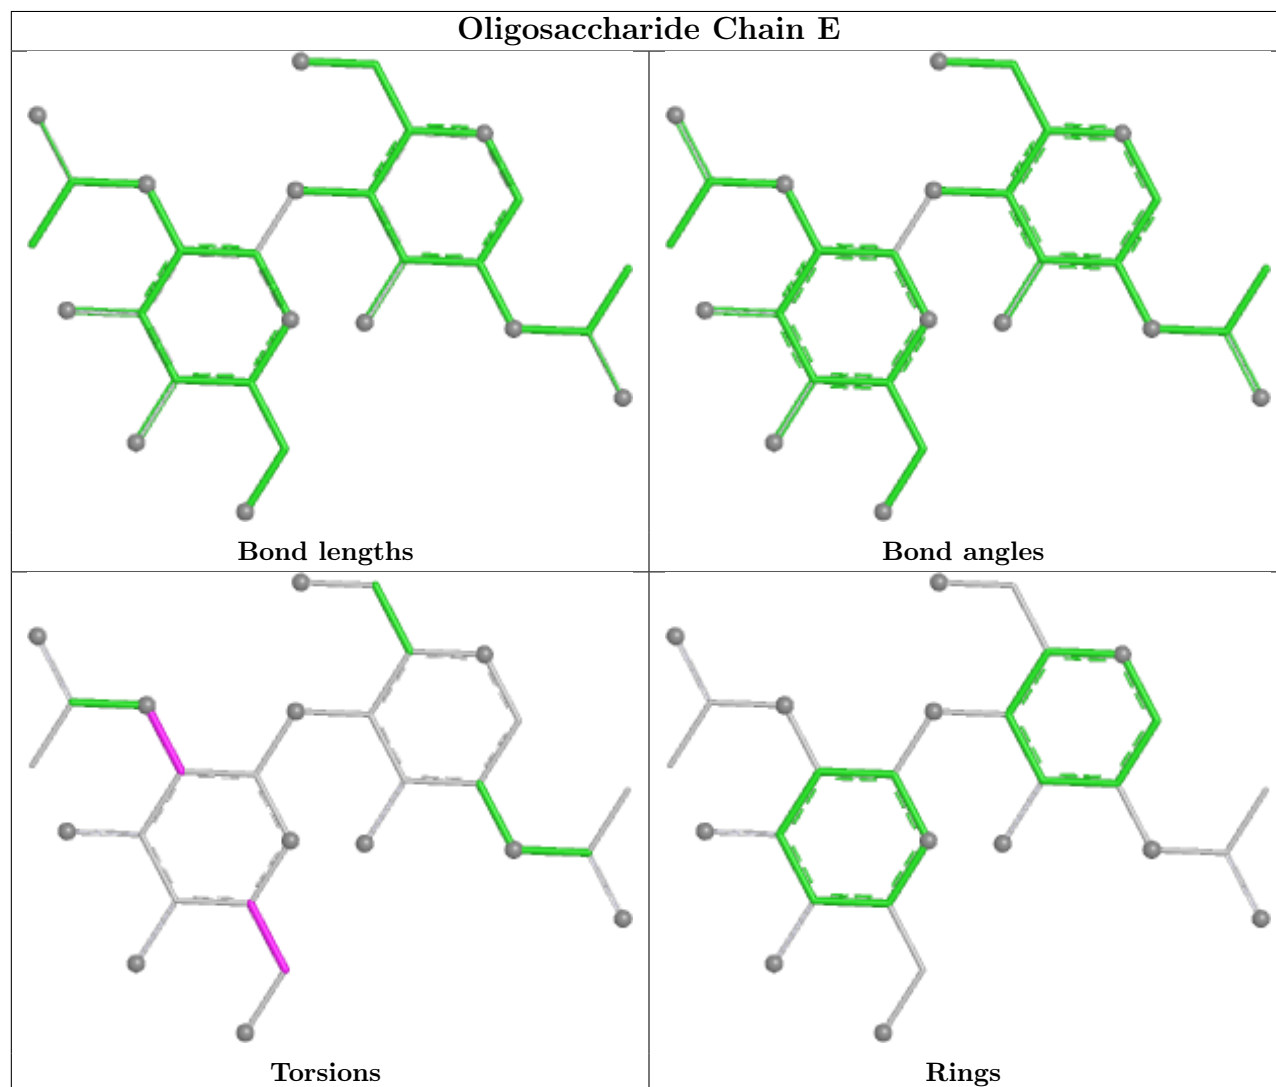 Oligosaccharide Chain E
Bond lengths
Bond angles
Torsions
Rings